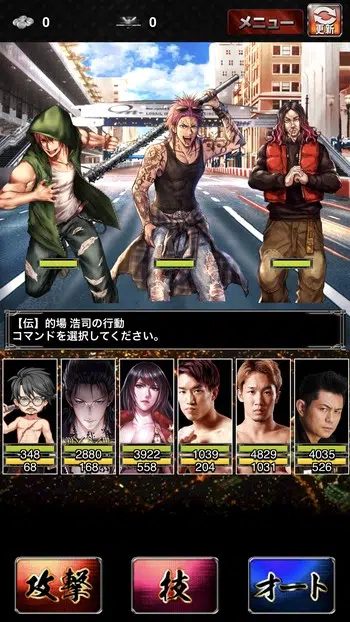 0
0
メニュー
更新
【伝】的場 浩司の行動
コマンドを選択してください。
348 2880 3922 1039 4829 4035
68 168 558 204 1031 526
攻撃 技 オート